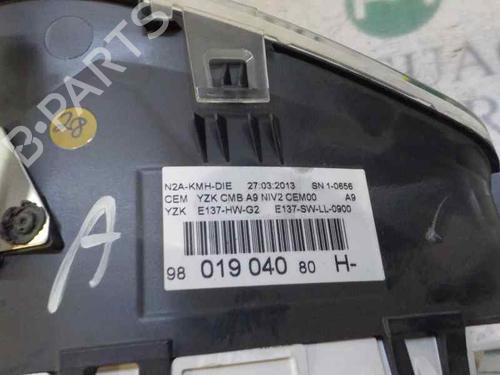 B-PARTS
38
A
N2A-KMH-DIE 27:03:2013 SN 1-0656
CEM YZK CMB A9 NIV2 CEM00 A9
YZK E137-HW-G2 E137-SW-LL-0900
98 019 040 80 H-